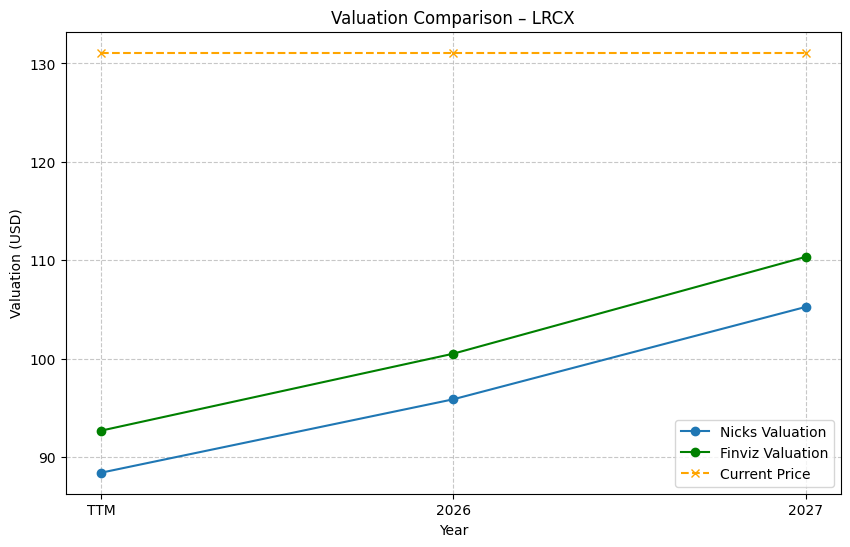 Valuation Comparison – LRCX
Valuation (USD)
130
120
110
100
90
TTM
2026
2027
Year
Nicks Valuation
Finviz Valuation
Current Price